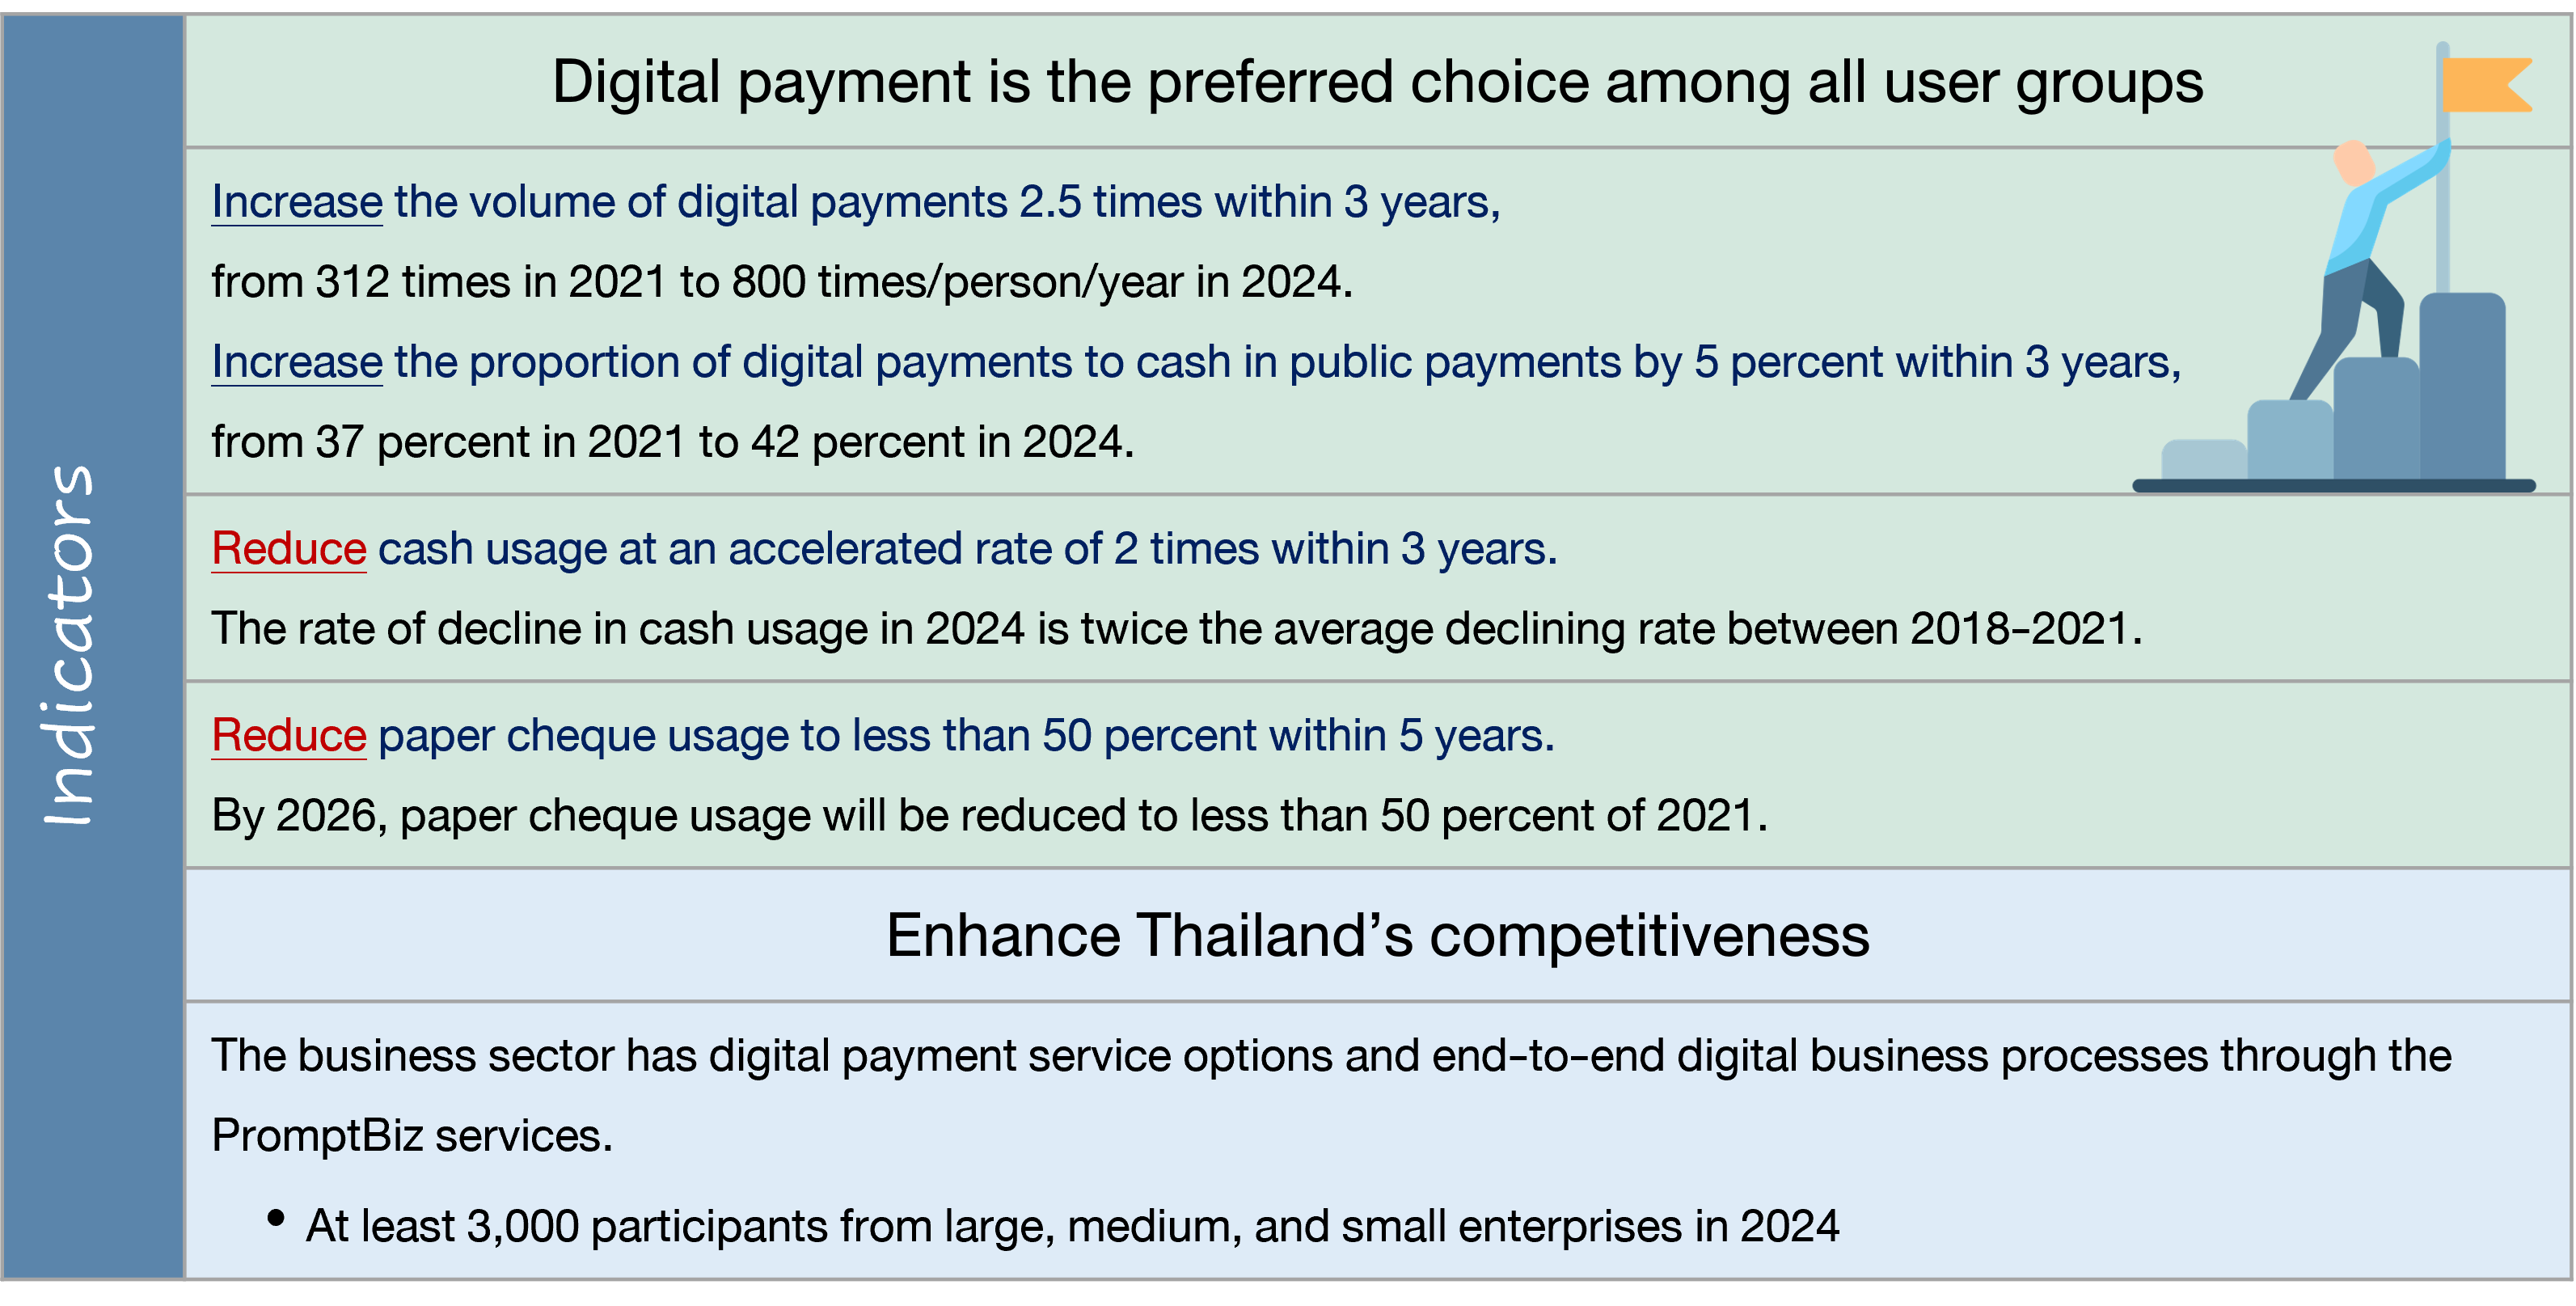 Indicators
Digital payment is the preferred choice among all user groups
Increase the volume of digital payments 2.5 times within 3 years,
from 312 times in 2021 to 800 times/person/year in 2024.
Increase the proportion of digital payments to cash in public payments by 5 percent within 3 years,
from 37 percent in 2021 to 42 percent in 2024.
Reduce cash usage at an accelerated rate of 2 times within 3 years.
The rate of decline in cash usage in 2024 is twice the average declining rate between 2018-2021.
Reduce paper cheque usage to less than 50 percent within 5 years.
By 2026, paper cheque usage will be reduced to less than 50 percent of 2021.
Enhance Thailand’s competitiveness
The business sector has digital payment service options and end-to-end digital business processes through the
PromptBiz services.
• At least 3,000 participants from large, medium, and small enterprises in 2024